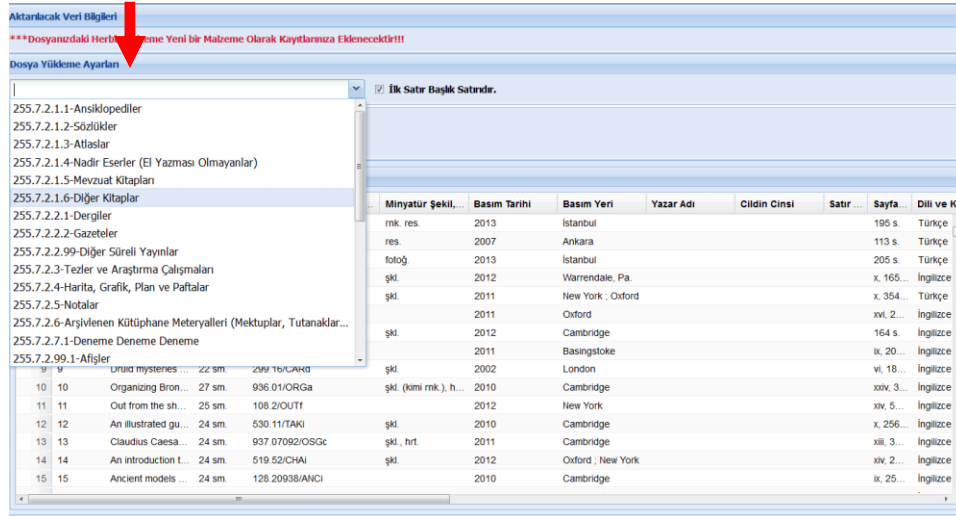 Aktarılacak Veri Bilgileri
***Dosyanızdaki Herb eme Yeni bir Malzeme Olarak Kayıtlarınıza Eklenecektir!!!
Dosya Yükleme Ayarları
İlk Satır Başlık Satırıdır.
255.7.2.1.1-Ansiklopediler
255.7.2.1.2-Sözlükler
255.7.2.1.3-Atlaslar
255.7.2.1.4-Nadir Eserler (El Yazması Olmayanlar)
255.7.2.1.5-Mevzuat Kitapları
255.7.2.1.6-Diğer Kitaplar
255.7.2.2.1-Dergiler
255.7.2.2.2-Gazeteler
255.7.2.2.99-Diğer Süreli Yayınlar
255.7.2.3-Tezler ve Araştırma Çalışmaları
255.7.2.4-Harita, Grafik, Plan ve Paftalar
255.7.2.5-Notalar
255.7.2.6-Arşivlenen Kütüphane Meteryalleri (Mektuplar, Tutanaklar...
255.7.2.7.1-Deneme Deneme Deneme
255.7.2.99.1-Afişler
... Minyatür Şekil,... Basım Tarihi Basım Yeri Yazar Adı Cildin Cinsi Satır ... Sayfa... Dili ve K
rnk. res. 2013 İstanbul 195 s. Türkçe
res. 2007 Ankara 113 s. Türkçe
fotoğ. 2013 İstanbul 205 s. Türkçe
şkl. 2012 Warrendale, Pa. x, 165... İngilizce
şkl. 2011 New York ; Oxford x, 354... Türkçe
2011 Oxford xvi, 2... İngilizce
şkl. 2012 Cambridge 164 s. İngilizce
2011 Basingstoke ix, 20... İngilizce
9 9 Druid mysteries ... 22 sm. 299.16/CARd şkl. 2002 London vi, 18... İngilizce
10 10 Organizing Bron... 27 sm. 936.01/ORGa şkl. (kimi rnk.), h... 2010 Cambridge xxiv, 3... İngilizce
11 11 Out from the sh... 25 sm. 108.2/OUTf 2012 New York xiv, 5... İngilizce
12 12 An illustrated gu... 24 sm. 530.11/TAKi şkl. 2010 Cambridge x, 256... İngilizce
13 13 Claudius Caesa... 24 sm. 937.07092/OSGc şkl., hrt. 2011 Cambridge xiii, 3... İngilizce
14 14 An introduction t... 24 sm. 519.52/CHAi şkl. 2012 Oxford ; New York xiv, 2... İngilizce
15 15 Ancient models ... 24 sm. 128.20938/ANCi 2010 Cambridge ix, 25... İngilizce